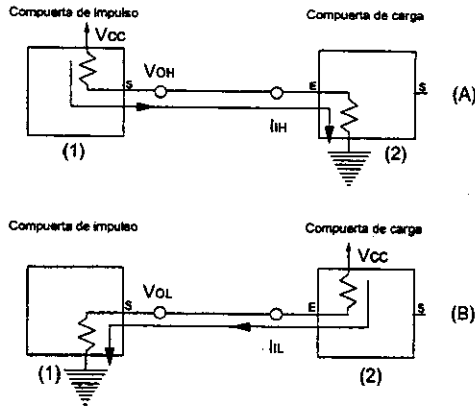 Compuerta de impulso Compuerta de carga
VCC
S VOH E S (A)
IIH
(1) (2)
Compuerta de impulso Compuerta de carga
VCC
S VOL E S (B)
IIL
(1) (2)